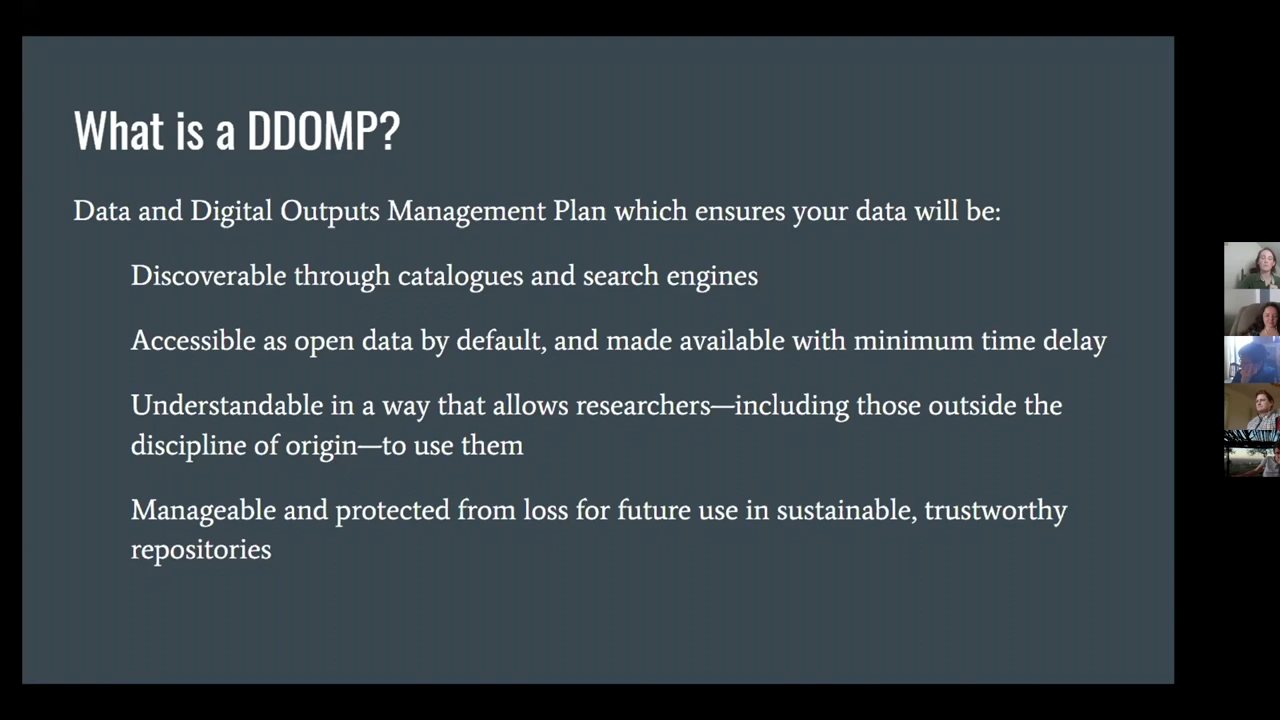 What is a DDOMP?
Data and Digital Outputs Management Plan which ensures your data will be:
Discoverable through catalogues and search engines
Accessible as open data by default, and made available with minimum time delay
Understandable in a way that allows researchers—including those outside the
discipline of origin—to use them
Manageable and protected from loss for future use in sustainable, trustworthy
repositories